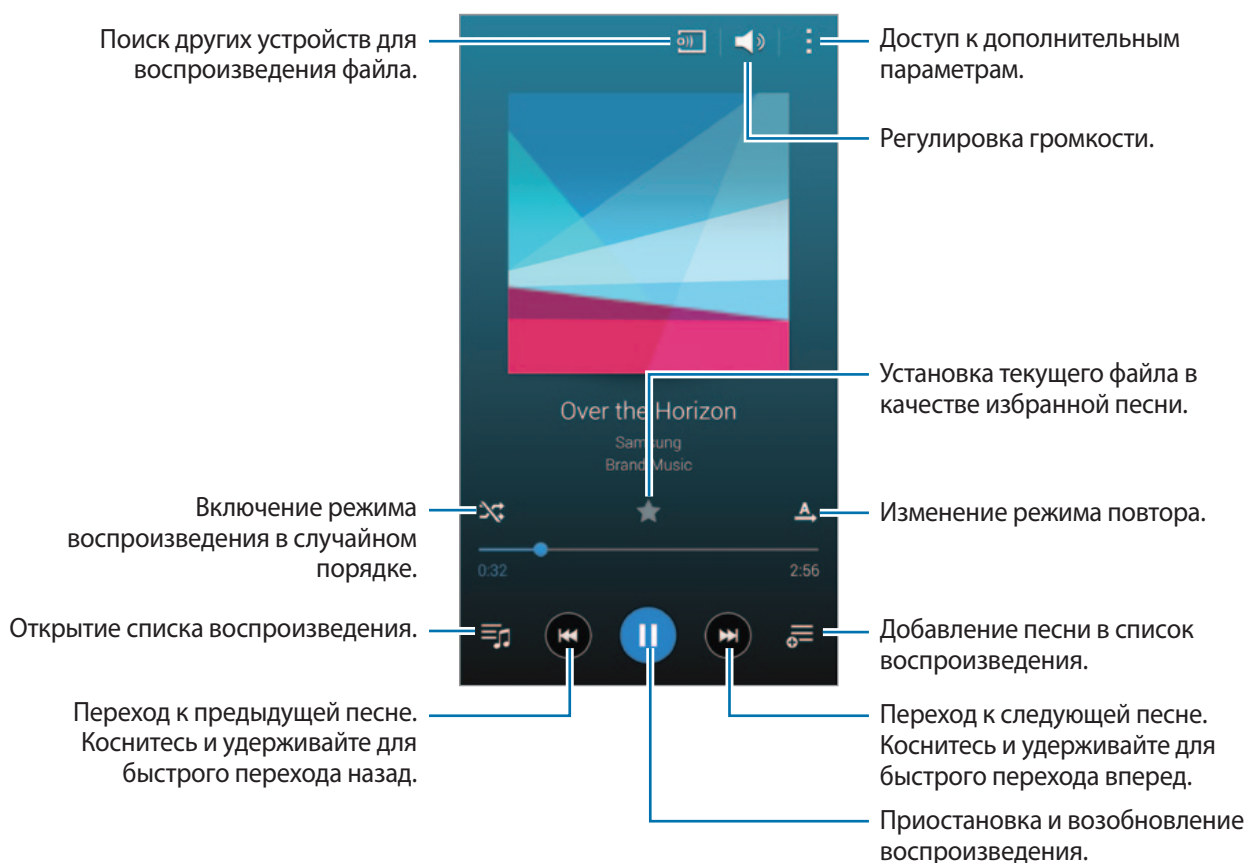 Поиск других устройств для
воспроизведения файла.
Доступ к дополнительным
параметрам.
Регулировка громкости.
Установка текущего файла в
качестве избранной песни.
Over the Horizon
Samsung
Brand Music
Включение режима
воспроизведения в случайном
порядке.
A
Изменение режима повтора.
0:32
2:56
Открытие списка воспроизведения.
Добавление песни в список
воспроизведения.
Переход к предыдущей песне.
Коснитесь и удерживайте для
быстрого перехода назад.
Переход к следующей песне.
Коснитесь и удерживайте для
быстрого перехода вперед.
Приостановка и возобновление
воспроизведения.